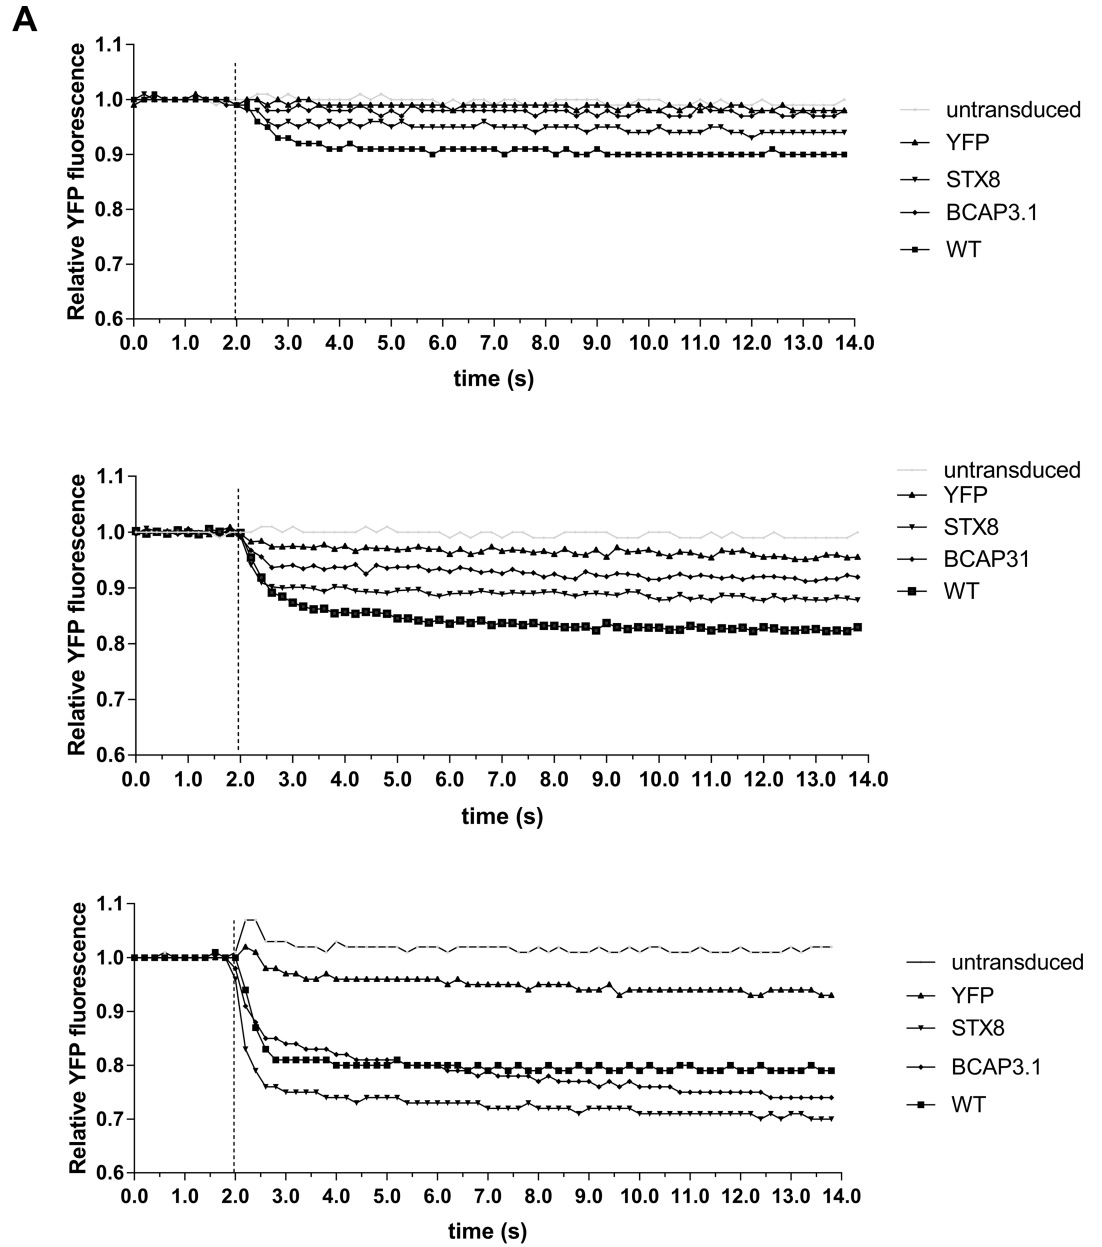 A
Relative YFP fluorescence
1.1
1.0
0.9
0.8
0.7
0.6
0.0 1.0 2.0 3.0 4.0 5.0 6.0 7.0 8.0 9.0 10.0 11.0 12.0 13.0 14.0
time (s)
untransduced
YFP
STX8
BCAP3.1
WT
Relative YFP fluorescence
1.1
1.0
0.9
0.8
0.7
0.6
0.0 1.0 2.0 3.0 4.0 5.0 6.0 7.0 8.0 9.0 10.0 11.0 12.0 13.0 14.0
time (s)
untransduced
YFP
STX8
BCAP31
WT
Relative YFP fluorescence
1.1
1.0
0.9
0.8
0.7
0.6
0.0 1.0 2.0 3.0 4.0 5.0 6.0 7.0 8.0 9.0 10.0 11.0 12.0 13.0 14.0
time (s)
untransduced
YFP
STX8
BCAP3.1
WT